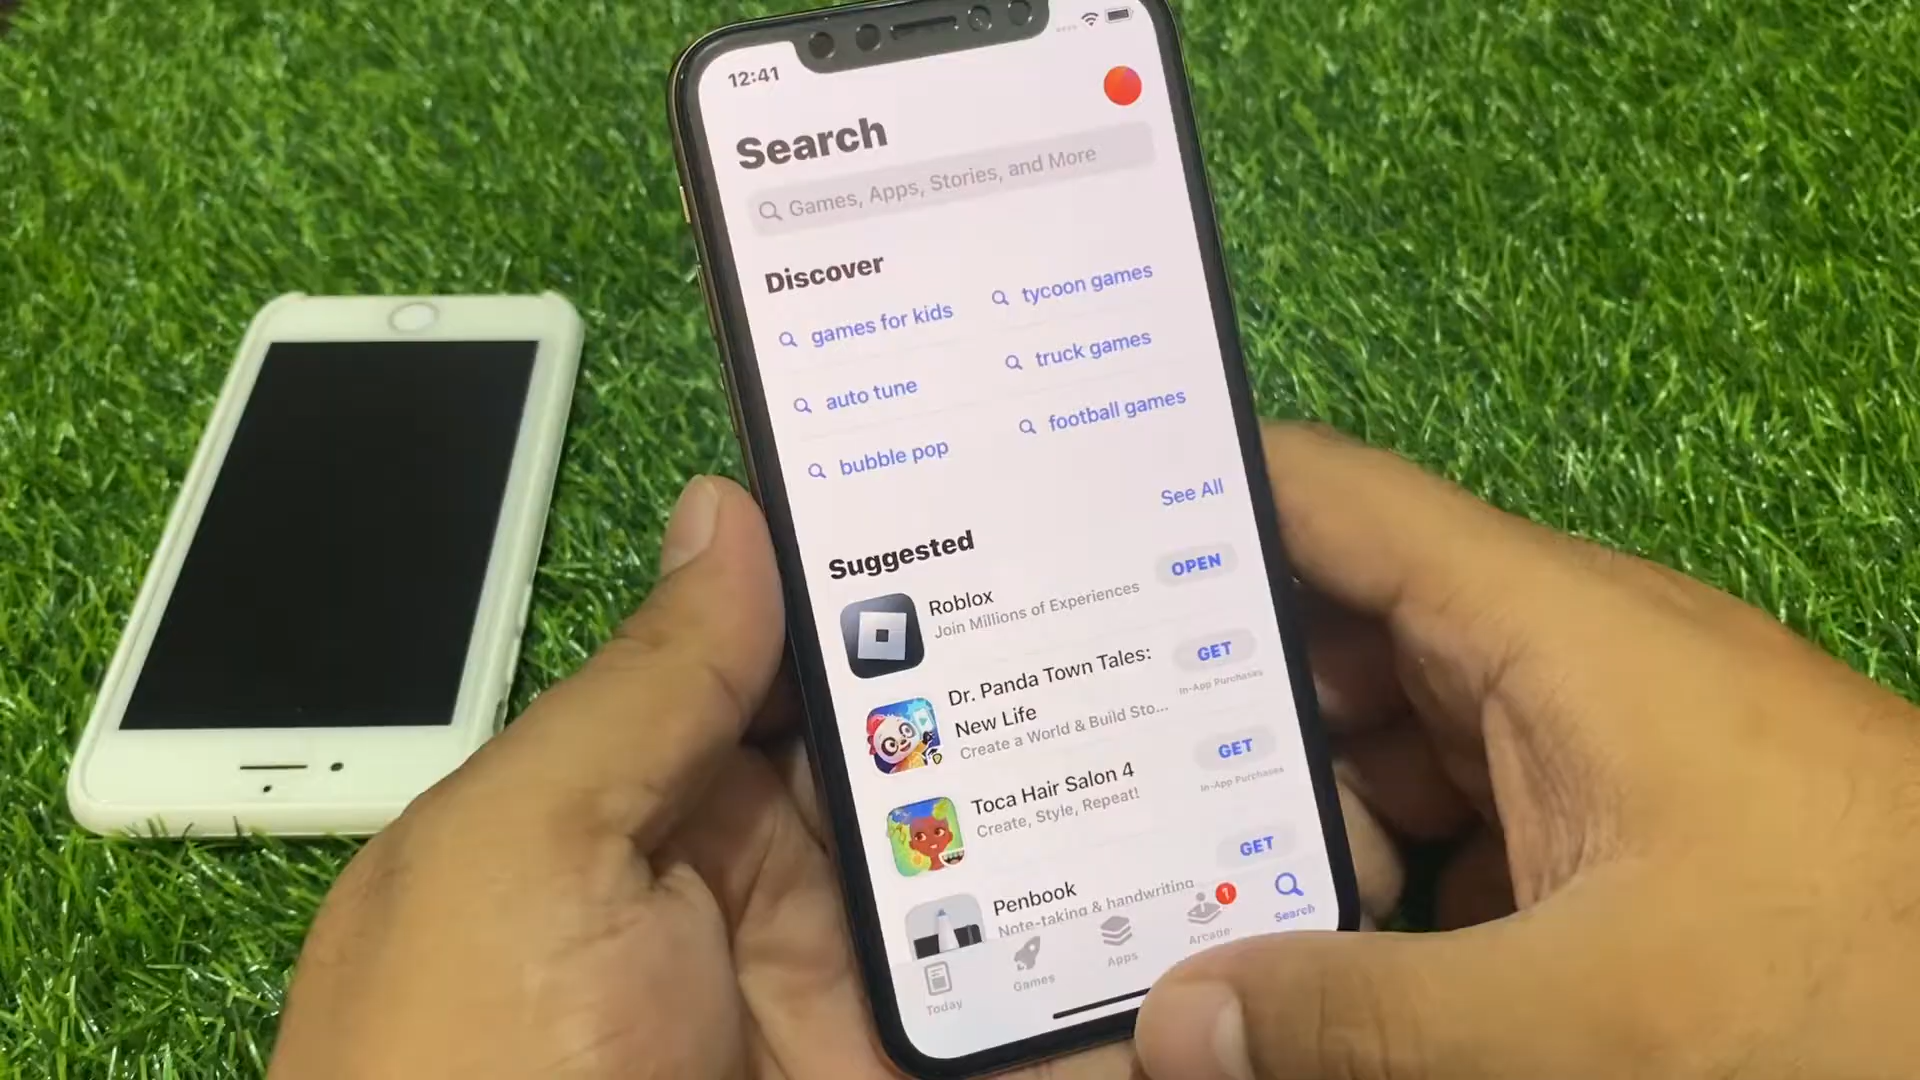 12:41
Search
Games, Apps, Stories, and More
Discover
games for kids
tycoon games
auto tune
truck games
bubble pop
football games
See All
Suggested
Roblox
Join Millions of Experiences
OPEN
Dr. Panda Town Tales:
New Life
Create a World & Build Sto...
GET
In-App Purchases
Toca Hair Salon 4
Create, Style, Repeat!
GET
In-App Purchases
Penbook
Note-taking & handwriting
GET
Today
Games
Apps
Arcade
1
Search